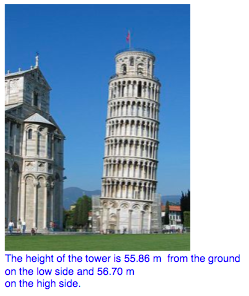 The height of the tower is 55.86 m  from the ground
on the low side and 56.70 m
on the high side.